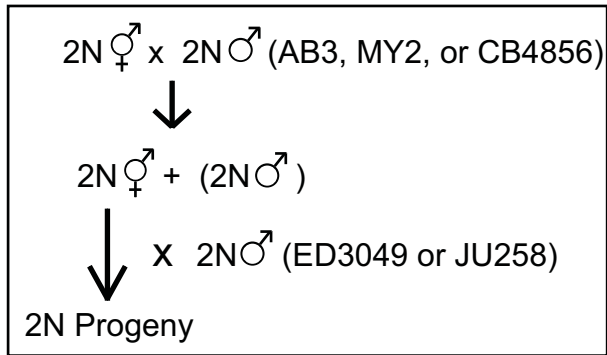 2N ⚥ x 2N ♂ (AB3, MY2, or CB4856)
2N ⚥ + (2N ♂)
x 2N ♂ (ED3049 or JU258)
2N Progeny